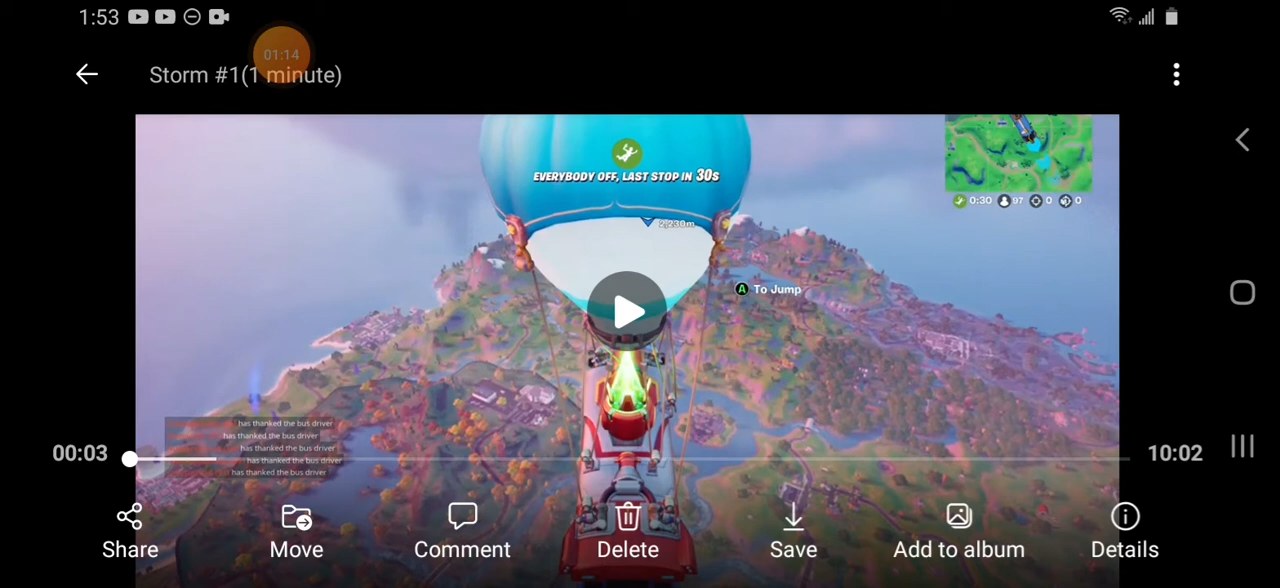 1:53
01:14
Storm #1(1 minute)
EVERYBODY OFF, LAST STOP IN 30S
2,230m
0:30 97 0 0
A To Jump
has thanked the bus driver
has thanked the bus driver
has thanked the bus driver
has thanked the bus driver
has thanked the bus driver
00:03
10:02
Share
Move
Comment
Delete
Save
Add to album
Details